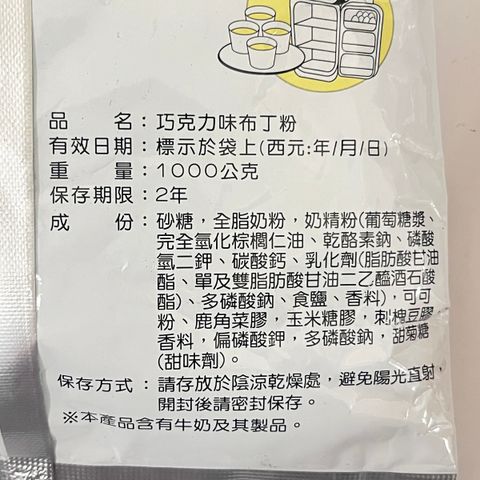 品　　名：巧克力味布丁粉
有效日期：標示於袋上(西元:年/月/日)
重　　量：1000公克
保存期限：2年
成　　份：砂糖，全脂奶粉，奶精粉(葡萄糖漿、
完全氫化棕櫚仁油、乾酪素鈉、磷酸
氫二鉀、碳酸鈣、乳化劑(脂肪酸甘油
酯、單及雙脂肪酸甘油二乙醯酒石酸
酯)、多磷酸鈉、食鹽、香料)，可可
粉、鹿角菜膠，玉米糖膠，刺槐豆膠，
香料，偏磷酸鉀，多磷酸鈉，甜菊糖
(甜味劑)。
保存方式：請存放於陰涼乾燥處，避免陽光直射，
開封後請密封保存。
※本產品含有牛奶及其製品。